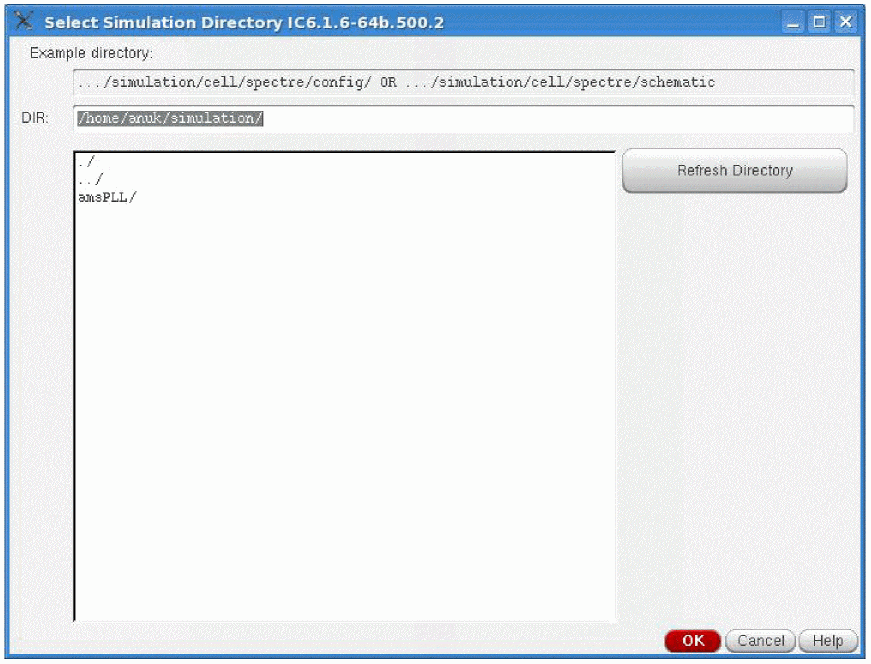 Select Simulation Directory IC6.1.6-64b.500.2
Example directory:
.../simulation/cell/spectre/config/ OR .../simulation/cell/spectre/schematic
DIR: /home/anuk/simulation/
./
../
amsPLL/
Refresh Directory
OK Cancel Help